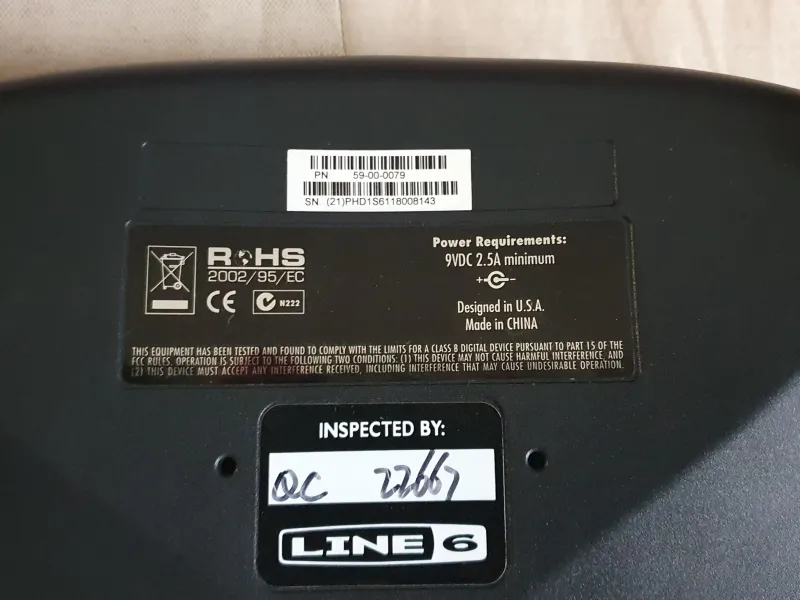 PN 59-00-0079
SN (21)PHD1S6118008143
RoHS
2002/95/EC
CE N222
Power Requirements:
9VDC 2.5A minimum
+ -
Designed in U.S.A.
Made in CHINA
THIS EQUIPMENT HAS BEEN TESTED AND FOUND TO COMPLY WITH THE LIMITS FOR A CLASS B DIGITAL DEVICE PURSUANT TO PART 15 OF THE
FCC RULES. OPERATION IS SUBJECT TO THE FOLLOWING TWO CONDITIONS: (1) THIS DEVICE MAY NOT CAUSE HARMFUL INTERFERENCE, AND
(2) THIS DEVICE MUST ACCEPT ANY INTERFERENCE RECEIVED, INCLUDING INTERFERENCE THAT MAY CAUSE UNDESIRABLE OPERATION.
INSPECTED BY:
QC 22667
LINE 6